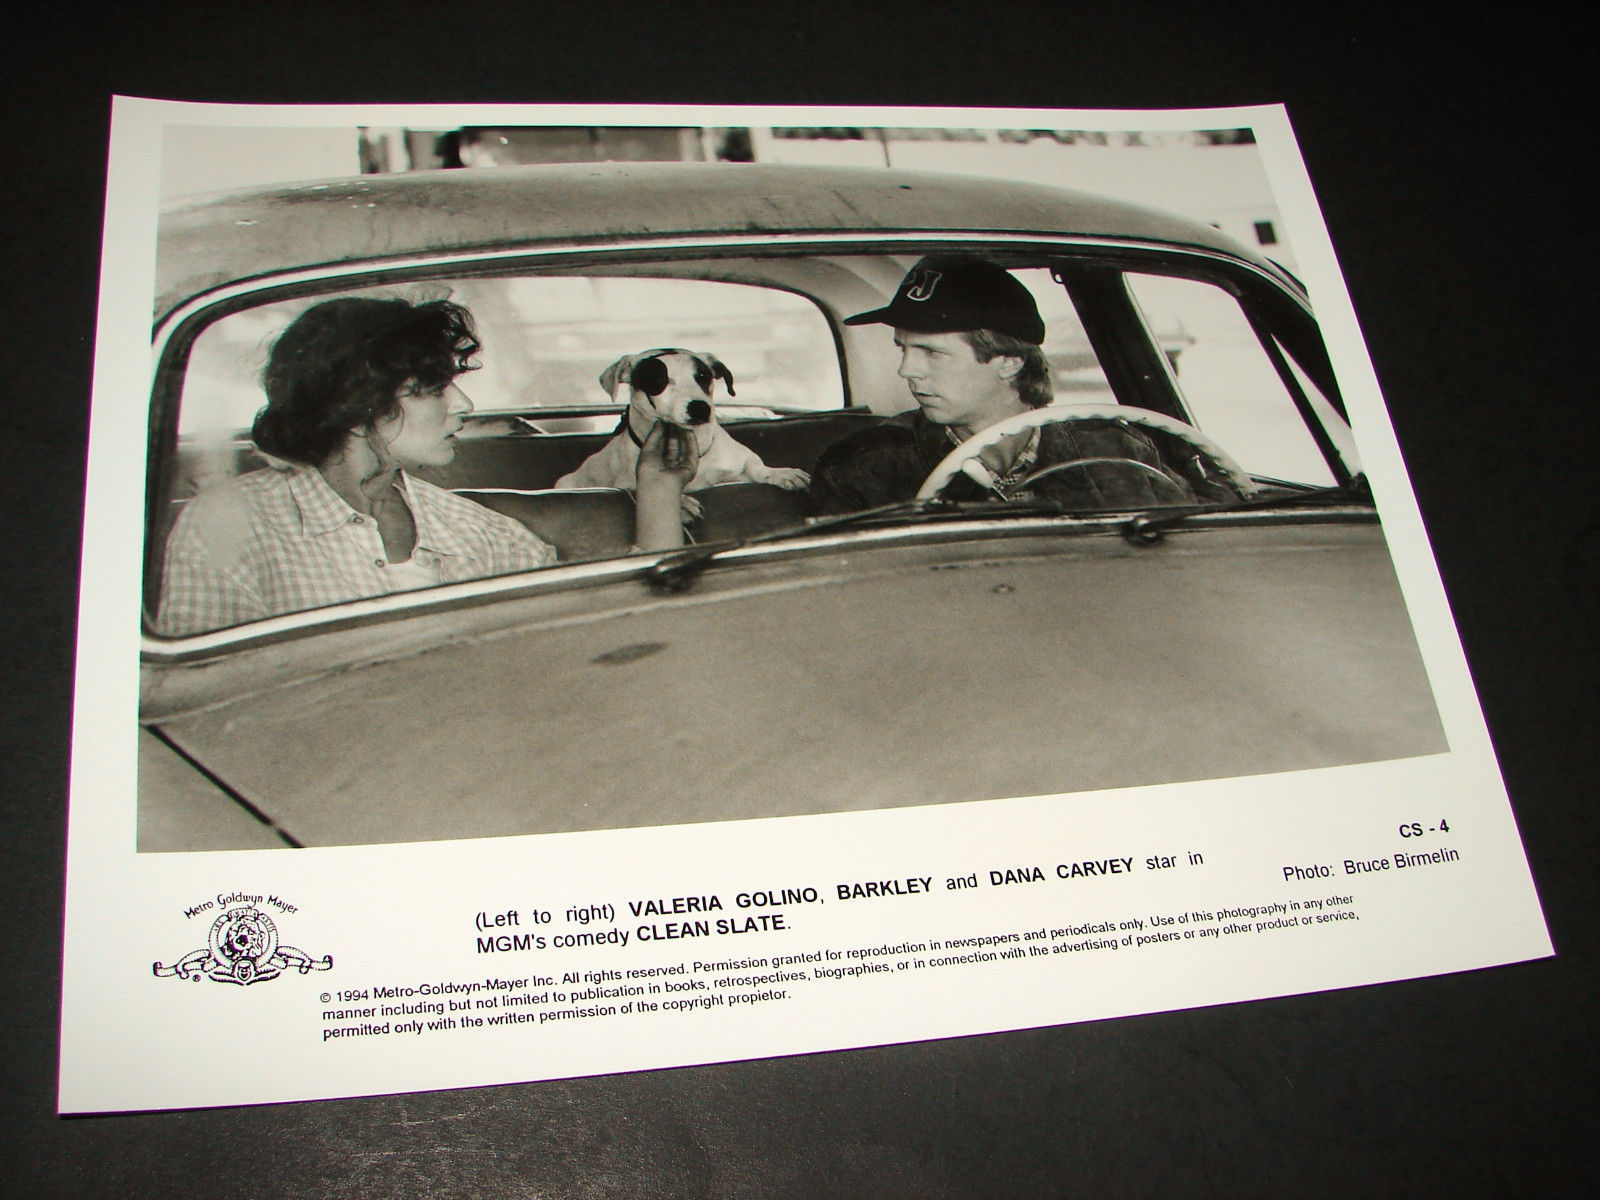 J
CS - 4
Photo: Bruce Birmelin
Metro Goldwyn Mayer
®
(Left to right) VALERIA GOLINO, BARKLEY and DANA CARVEY star in
MGM's comedy CLEAN SLATE.
© 1994 Metro-Goldwyn-Mayer Inc. All rights reserved. Permission granted for reproduction in newspapers and periodicals only. Use of this photography in any other
manner including but not limited to publication in books, retrospectives, biographies, or in connection with the advertising of posters or any other product or service,
permitted only with the written permission of the copyright propietor.